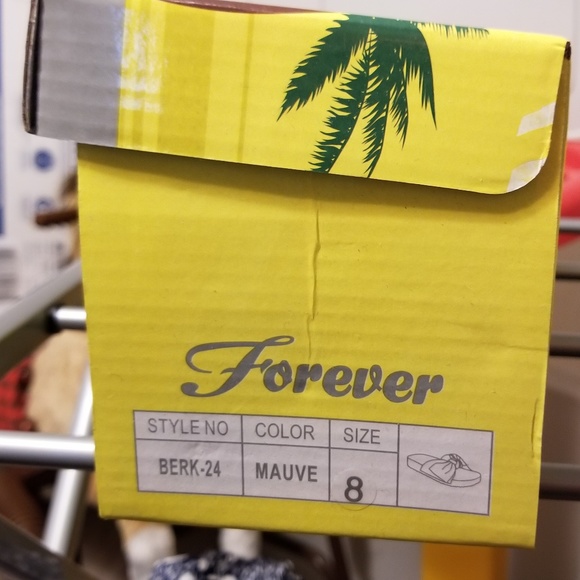 Forever
STYLE NO COLOR SIZE
BERK-24 MAUVE 8